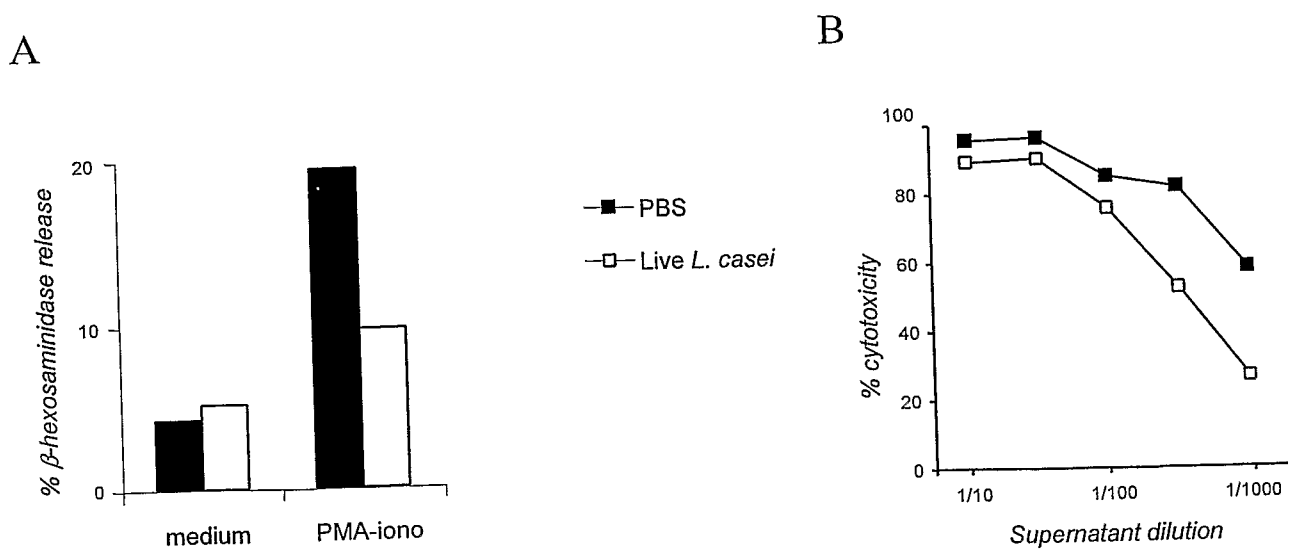 A
% β-hexosaminidase release
20
10
0
medium
PMA-iono
PBS
Live L. casei
B
% cytotoxicity
100
80
60
40
20
0
1/10
1/100
1/1000
Supernatant dilution